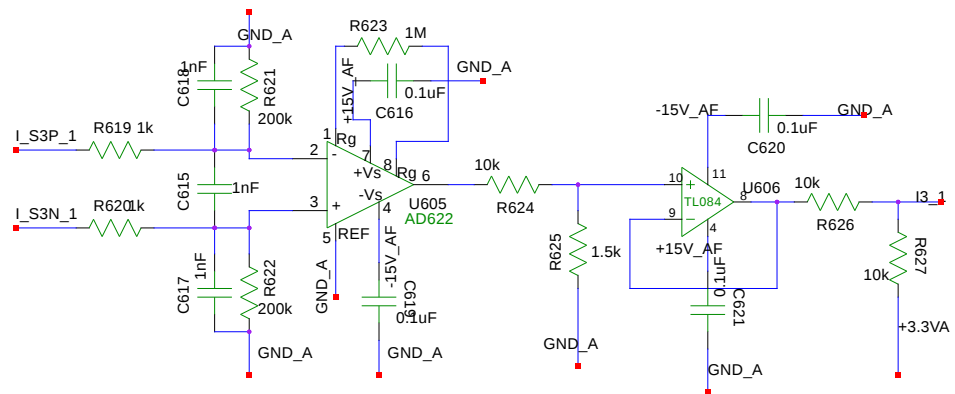 GND_A
R623
1M
1nF
C618
R621
200k
+15V_AF
GND_A
C616
0.1uF
-15V_AF
C620
0.1uF
GND_A
I_S3P_1
R619 1k
1
Rg
2
-
7
+Vs
8
Rg
6
C615
1nF
-Vs
4
U605
AD622
3
+
5
REF
I_S3N_1
R620
1k
10k
R624
10
+
11
U606
TL084
8
9
-
4
+15V_AF
10k
R626
I3_1
R625
1.5k
R627
10k
1nF
C617
R622
200k
GND_A
-15V_AF
C619
0.1uF
0.1uF
C621
GND_A
GND_A
GND_A
GND_A
+3.3VA